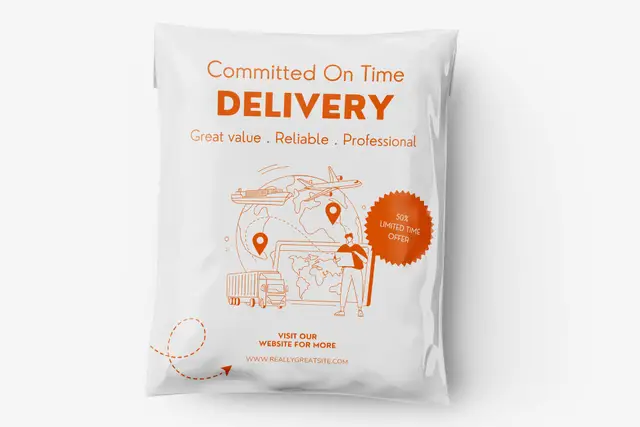 Committed On Time
DELIVERY
Great value . Reliable . Professional
50%
LIMITED TIME
OFFER
VISIT OUR
WEBSITE FOR MORE
WWW.REALLYGREATSITE.COM